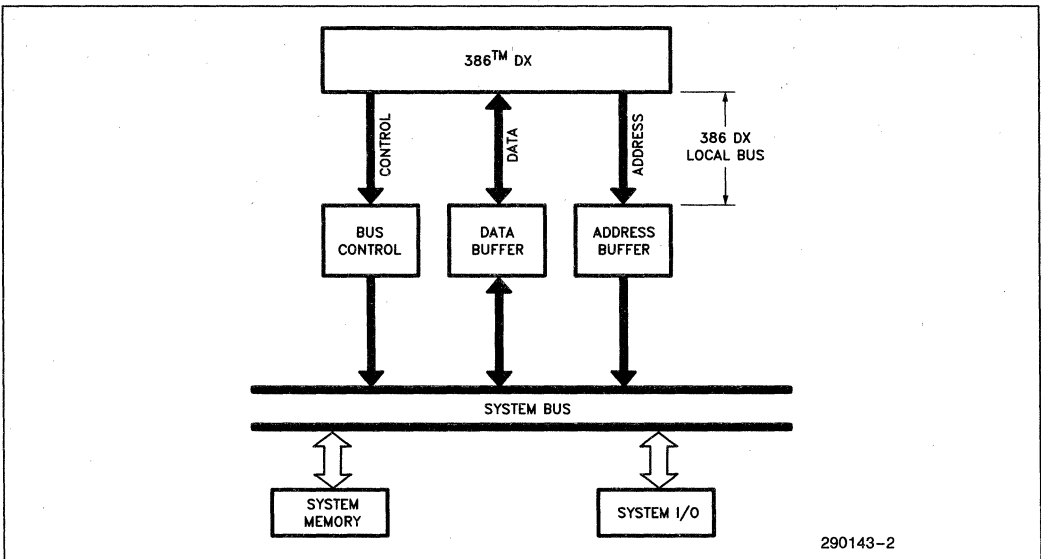 386™ DX
CONTROL
DATA
ADDRESS
386 DX
LOCAL BUS
BUS
CONTROL
DATA
BUFFER
ADDRESS
BUFFER
SYSTEM BUS
SYSTEM
MEMORY
SYSTEM I/O
290143-2